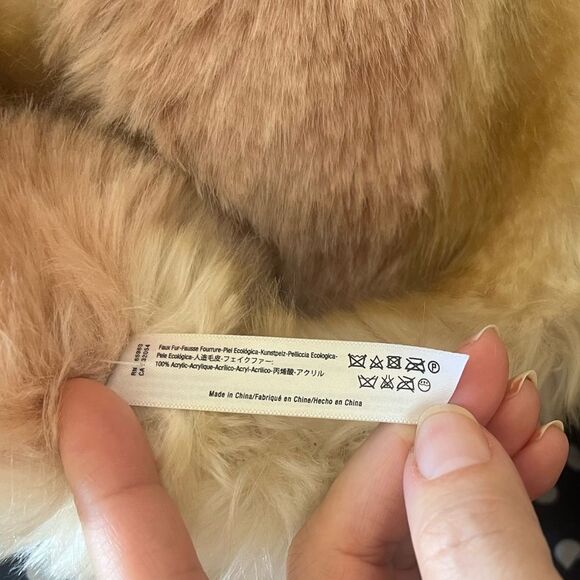 RN 65985
CA 32054
Faux Fur-Fausse Fourrure-Piel Ecológica-Kunstpelz-Pelliccia Ecologica-
Pele Ecológica-人造毛皮-フェイクファー:
100% Acrylic-Acrylique-Acrílico-Acryl-Acrilico-丙烯酸-アクリル
P
Made in China/Fabriqué en Chine/Hecho en China